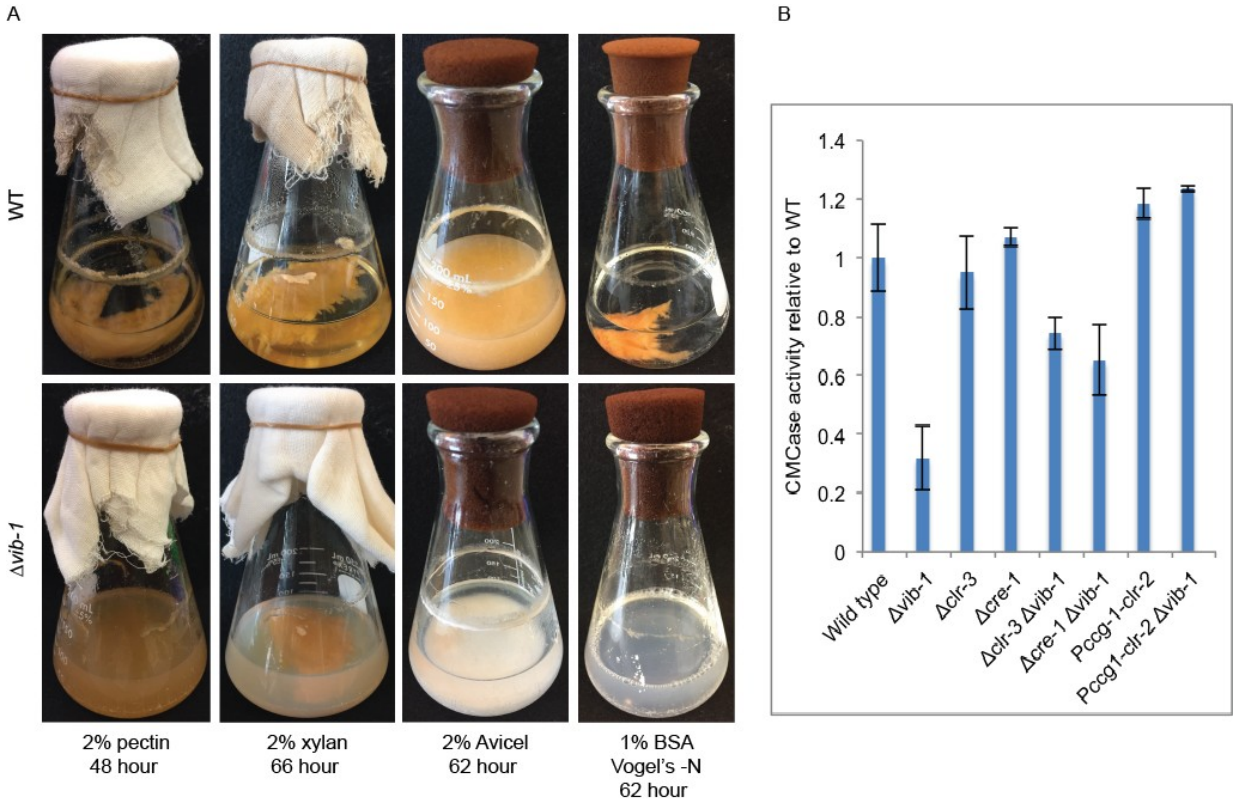 A
B
WT
Δvib-1
2% pectin
48 hour
2% xylan
66 hour
2% Avicel
62 hour
1% BSA
Vogel's -N
62 hour
150
100
50
CMCase activity relative to WT
1.4
1.2
1
0.8
0.6
0.4
0.2
0
Wild type
Δvib-1
Δclr-3
Δcre-1
Δclr-3 Δvib-1
Δcre-1 Δvib-1
Pccg-1-clr-2
Pccg1-clr-2 Δvib-1